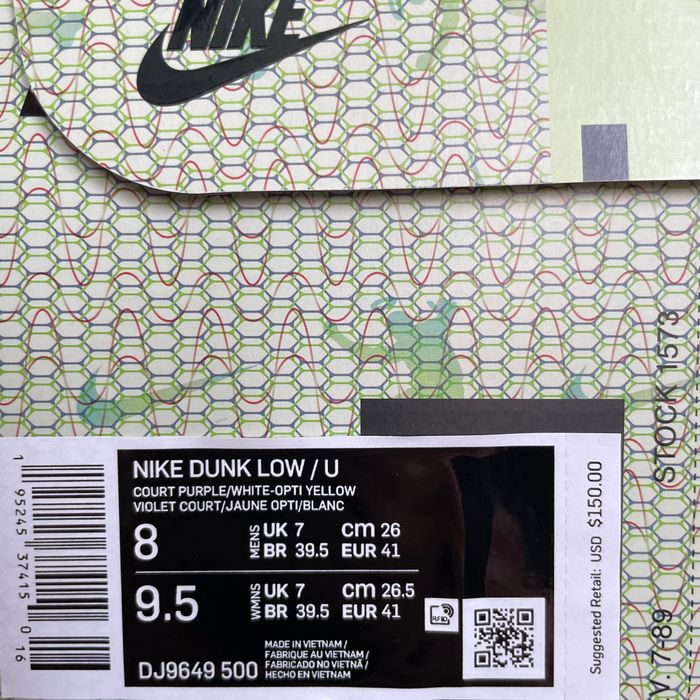 NIKE
STOCK 1573
V.7-89
NIKE DUNK LOW / U
COURT PURPLE/WHITE-OPTI YELLOW
VIOLET COURT/JAUNE OPTI/BLANC
8 MENS UK 7 cm 26
BR 39.5 EUR 41
9.5 WMNS UK 7 cm 26.5
BR 39.5 EUR 41
RFID
MADE IN VIETNAM /
FABRIQUE AU VIETNAM /
FABRICADO NO VIETNÃ /
HECHO EN VIETNAM
DJ9649 500
1 95245 37415 0 16
Suggested Retail: USD $150.00